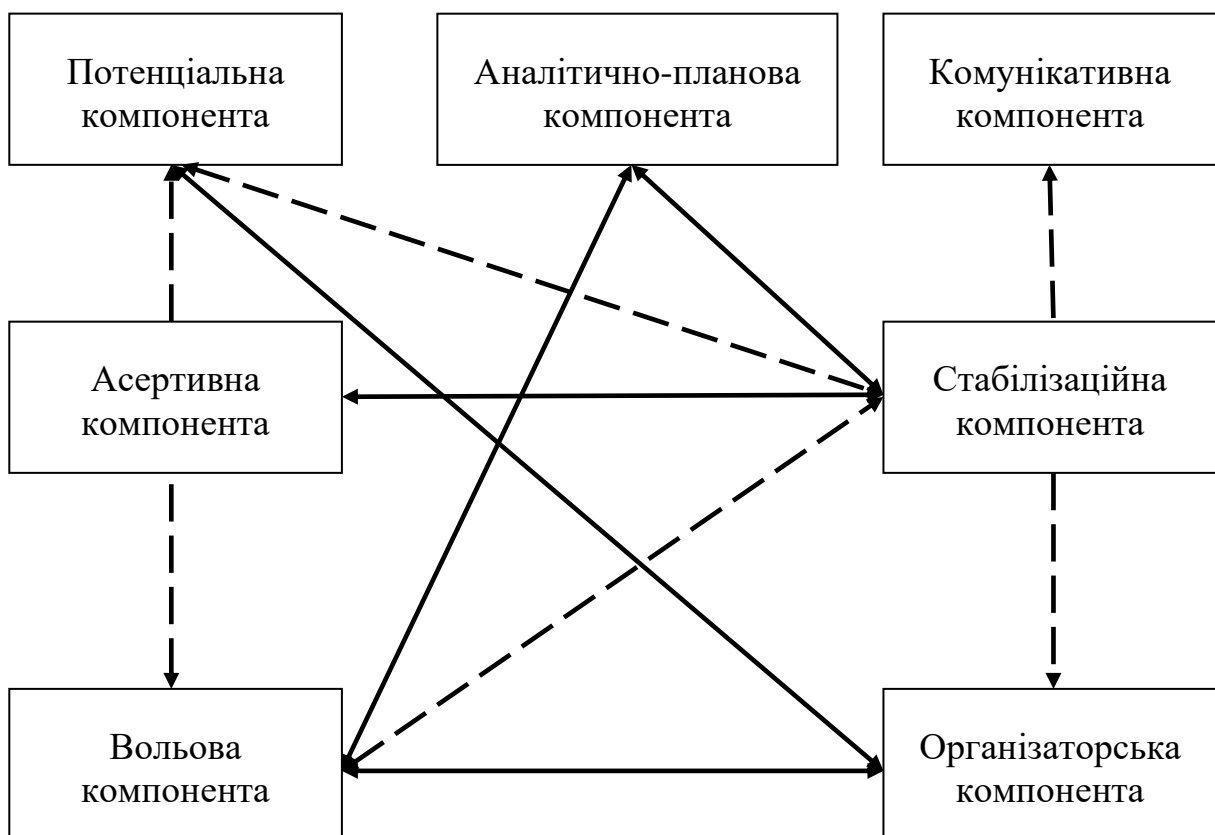 Потенціальна
компонента
Аналітично-планова
компонента
Комунікативна
компонента
Асертивна
компонента
Стабілізаційна
компонента
Вольова
компонента
Організаторська
компонента